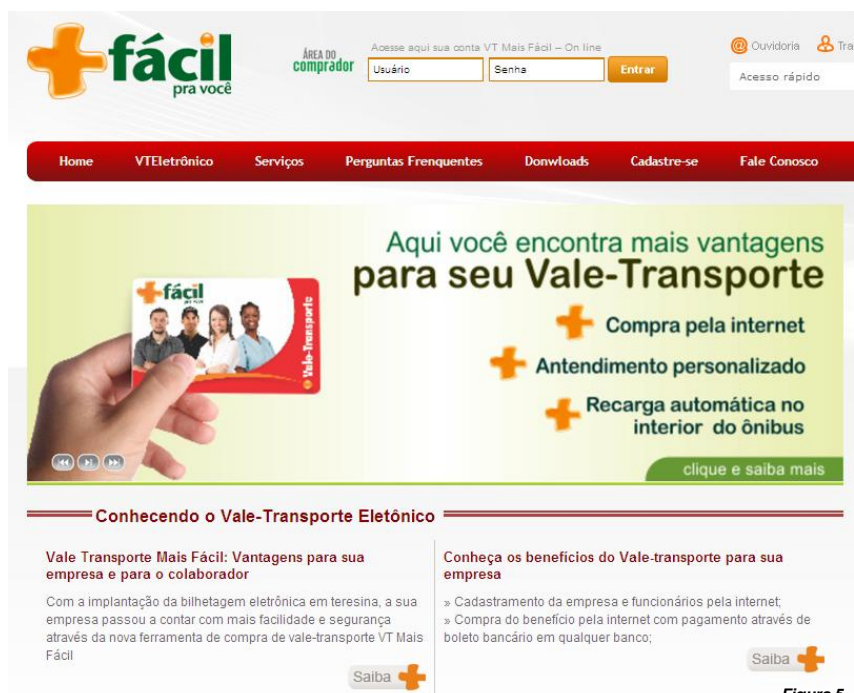 fácil
pra você
ÁREA DO
comprador
Acesse aqui sua conta VT Mais Fácil – On line
Usuário
Senha
Entrar
Ouvidoria
Tra
Acesso rápido
Home
VTEletrônico
Serviços
Perguntas Frenquentes
Donwloads
Cadastre-se
Fale Conosco
Aqui você encontra mais vantagens
para seu Vale-Transporte
fácil
pra você
Vale-Transporte
Compra pela internet
Antendimento personalizado
Recarga automática no
interior do ônibus
clique e saiba mais
Conhecendo o Vale-Transporte Eletônico
Vale Transporte Mais Fácil: Vantagens para sua
empresa e para o colaborador
Com a implantação da bilhetagem eletrônica em teresina, a sua
empresa passou a contar com mais facilidade e segurança
através da nova ferramenta de compra de vale-transporte VT Mais
Fácil
Saiba
Conheça os benefícios do Vale-transporte para sua
empresa
» Cadastramento da empresa e funcionários pela internet;
» Compra do benefício pela internet com pagamento através de
boleto bancário em qualquer banco;
Saiba
Figure 5